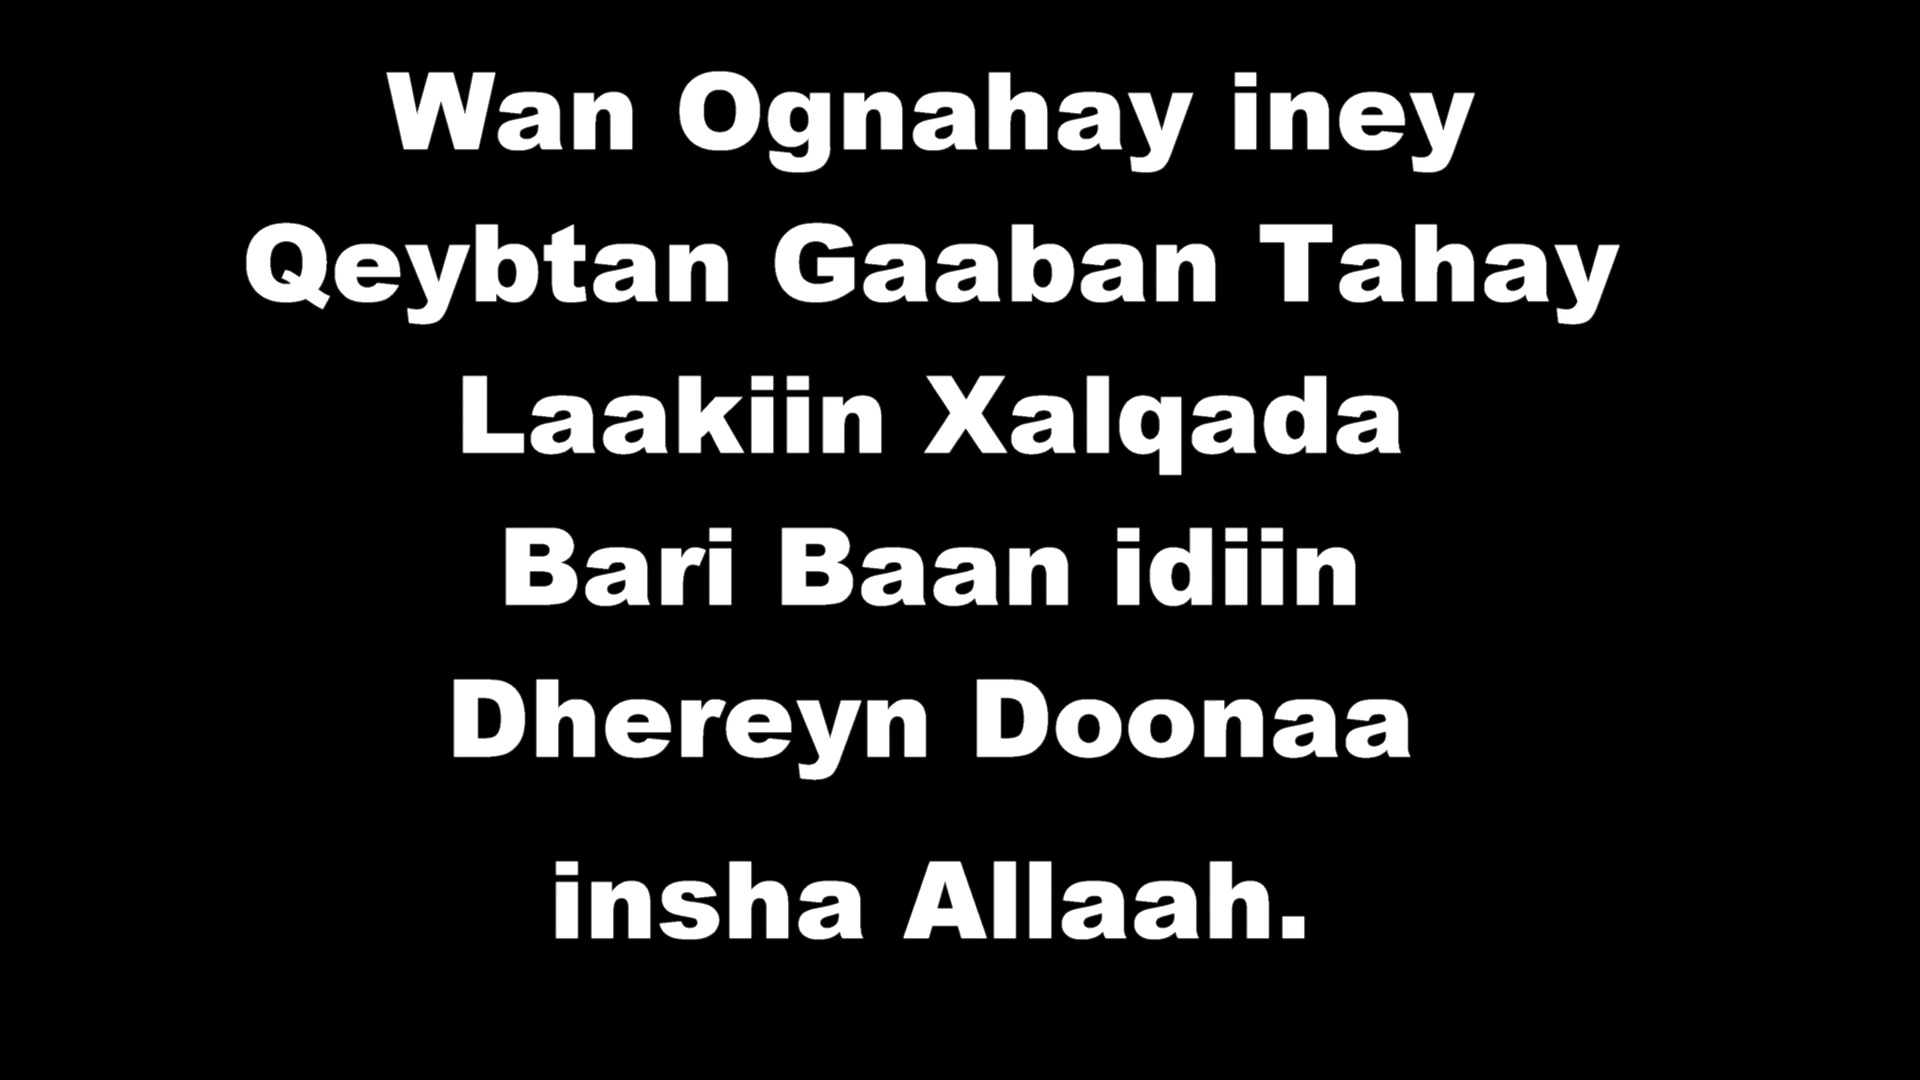 Wan Ognahay iney
Qeybtan Gaaban Tahay
Laakiin Xalqada
Bari Baan idiin
Dhereyn Doonaa
insha Allaah.